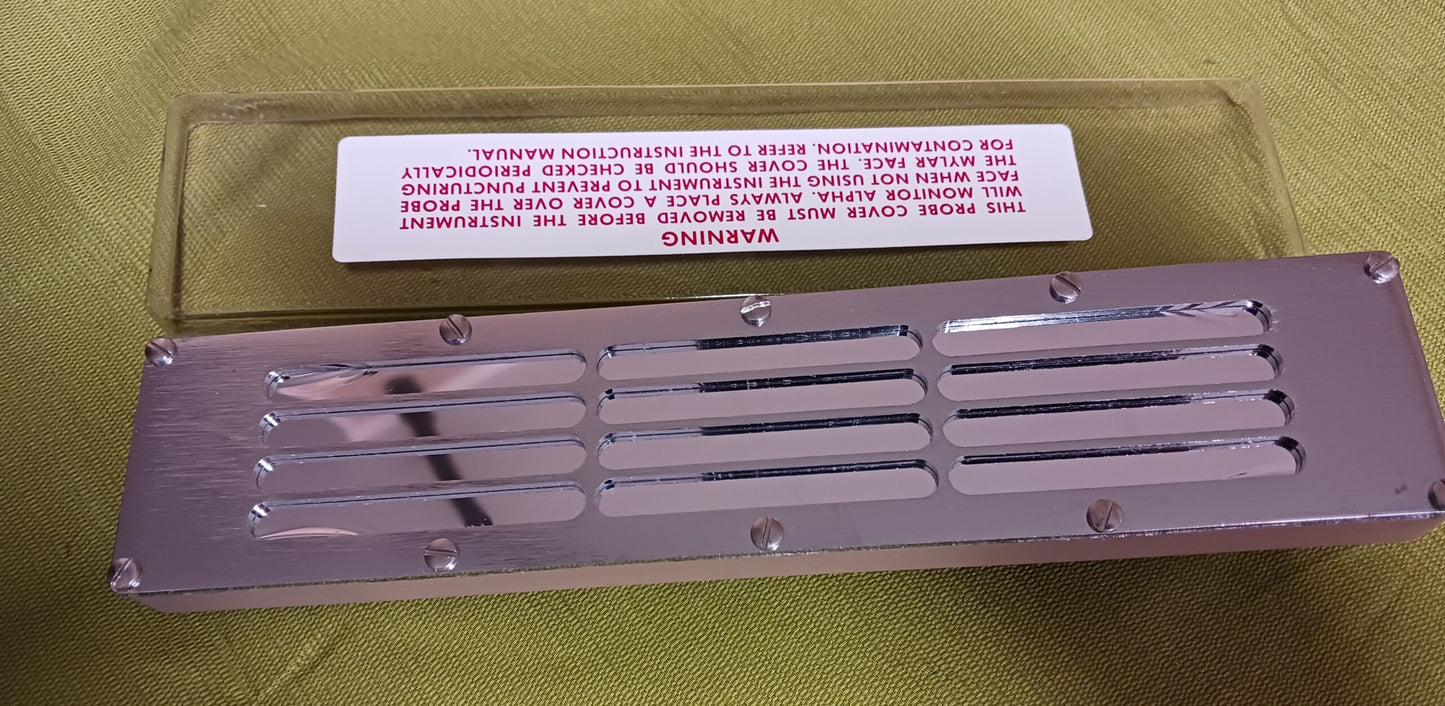 WARNING
THIS PROBE COVER MUST BE REMOVED BEFORE THE INSTRUMENT
WILL MONITOR ALPHA. ALWAYS PLACE A COVER OVER THE PROBE
FACE WHEN NOT USING THE INSTRUMENT TO PREVENT PUNCTURING
THE MYLAR FACE. THE COVER SHOULD BE CHECKED PERIODICALLY
FOR CONTAMINATION. REFER TO THE INSTRUCTION MANUAL.